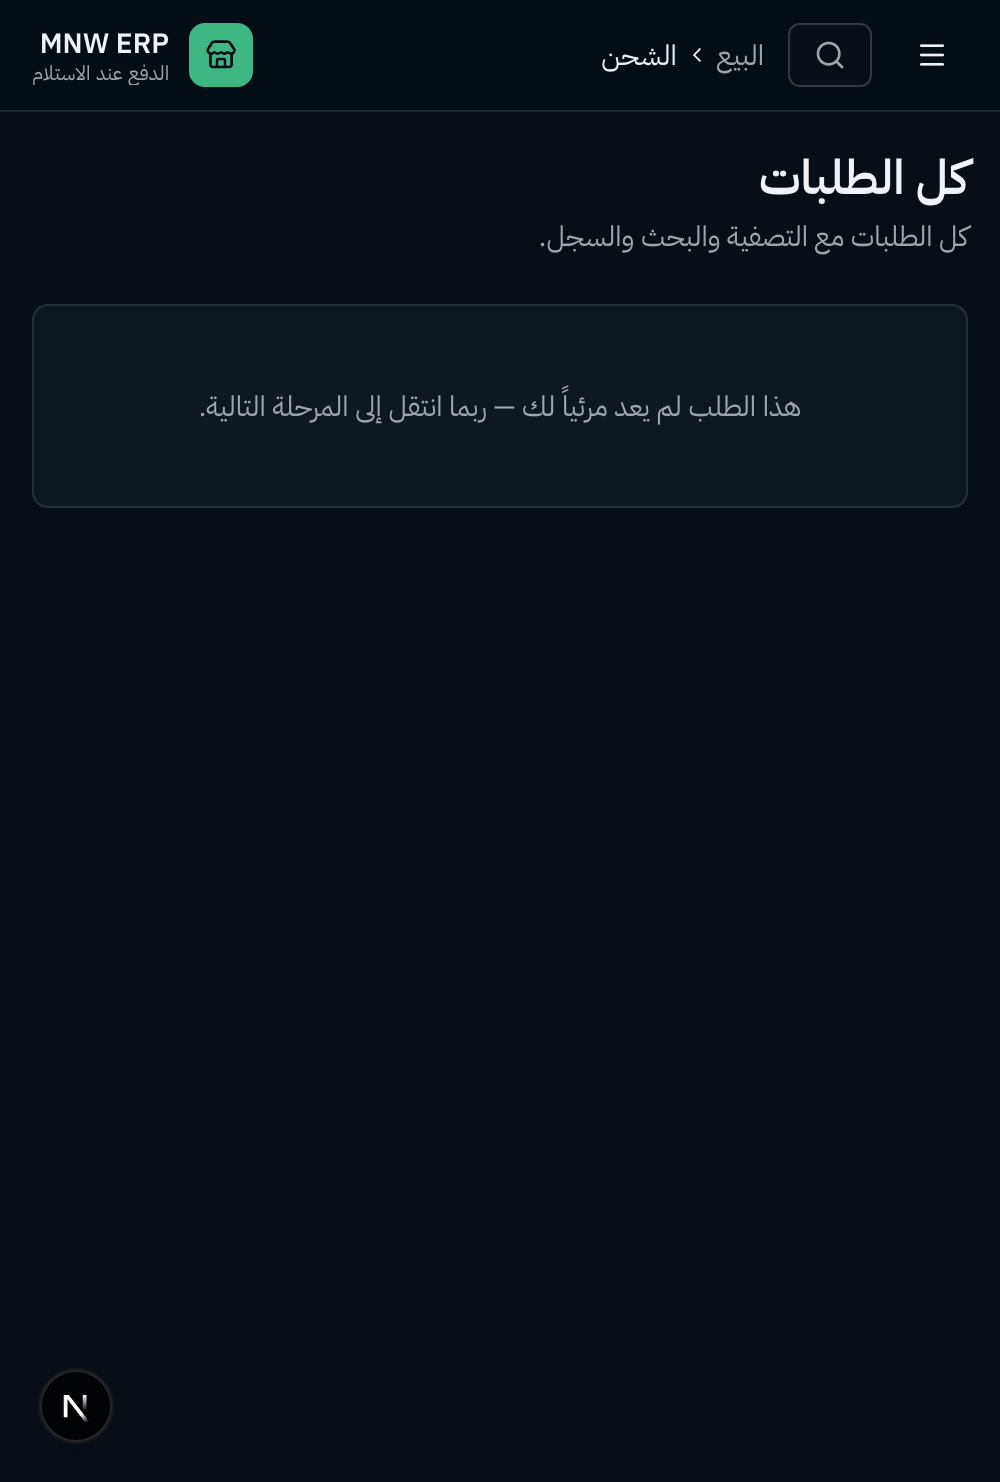 البيع › الشحن
MNW ERP
الدفع عند الاستلام
كل الطلبات
كل الطلبات مع التصفية والبحث والسجل.
هذا الطلب لم يعد مرئياً لك — ربما انتقل إلى المرحلة التالية.
N